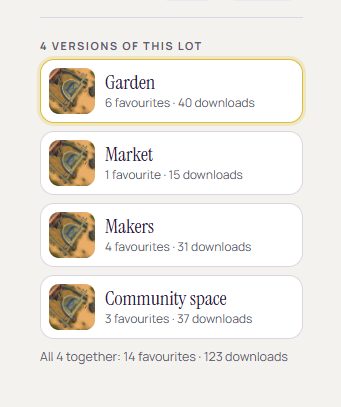 4 VERSIONS OF THIS LOT
Garden
6 favourites · 40 downloads
Market
1 favourite · 15 downloads
Makers
4 favourites · 31 downloads
Community space
3 favourites · 37 downloads
All 4 together: 14 favourites · 123 downloads